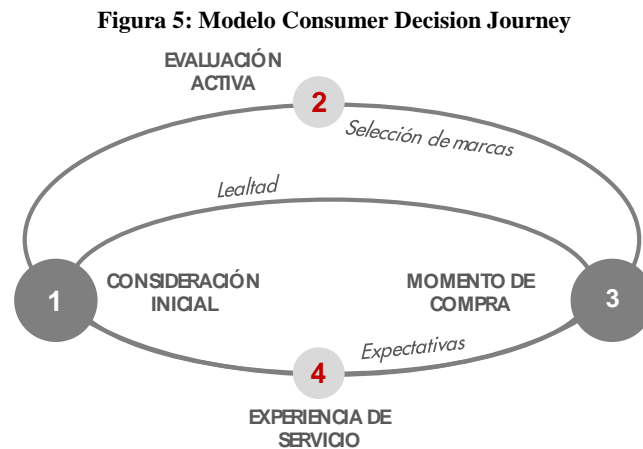 Figura 5: Modelo Consumer Decision Journey
EVALUACIÓN
ACTIVA
2
Selección de marcas
Lealtad
1
CONSIDERACIÓN
INICIAL
MOMENTO DE
COMPRA
3
Expectativas
4
EXPERIENCIA DE
SERVICIO